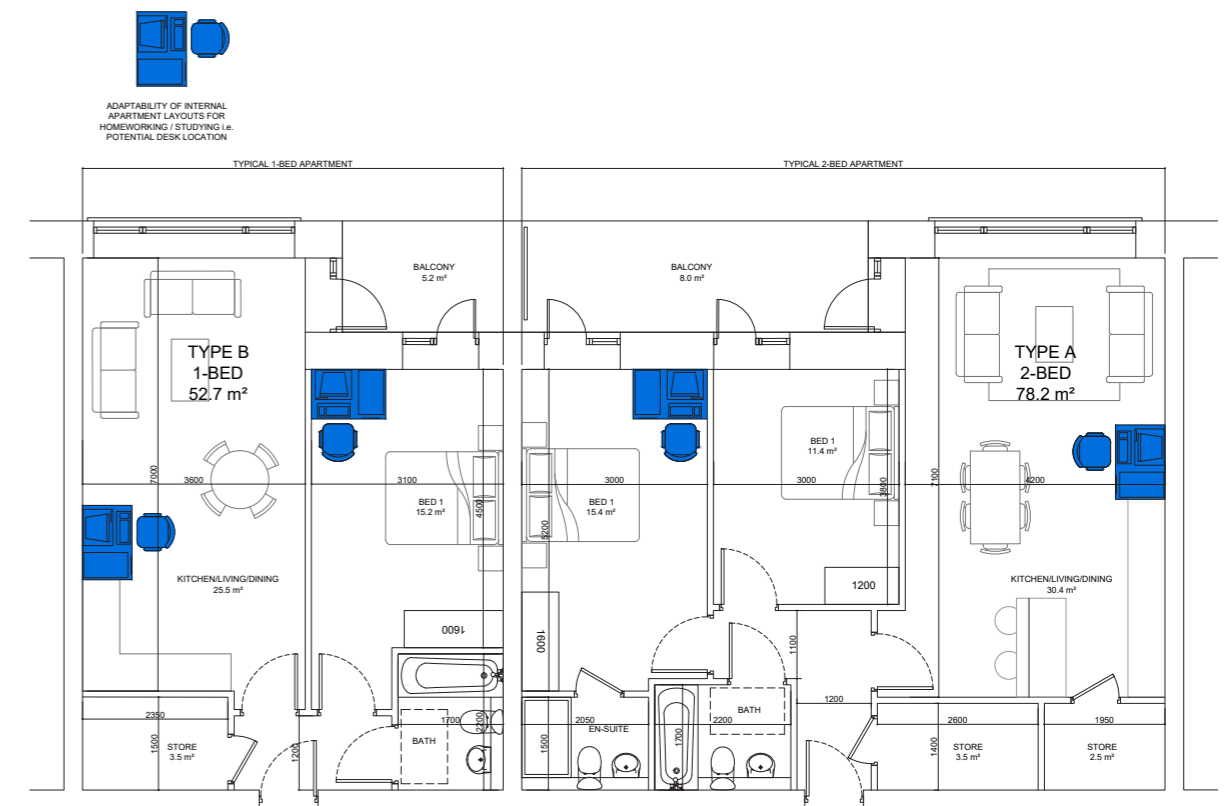 ADAPTABILITY OF INTERNAL
APARTMENT LAYOUTS FOR
HOMEWORKING / STUDYING i.e.
POTENTIAL DESK LOCATION
TYPICAL 1-BED APARTMENT
TYPICAL 2-BED APARTMENT
BALCONY
5.2 m²
BALCONY
8.0 m²
TYPE B
1-BED
52.7 m²
TYPE A
2-BED
78.2 m²
7000
3600
3100
BED 1
15.2 m²
4500
3000
BED 1
15.4 m²
5200
BED 1
11.4 m²
3000
3800
7100
4200
KITCHEN/LIVING/DINING
25.5 m²
KITCHEN/LIVING/DINING
30.4 m²
1200
1600
1600
1100
1200
2350
1500
STORE
3.5 m²
1200
BATH
1700
2200
1500
2050
EN-SUITE
1700
2200
BATH
2600
1400
STORE
3.5 m²
1950
STORE
2.5 m²